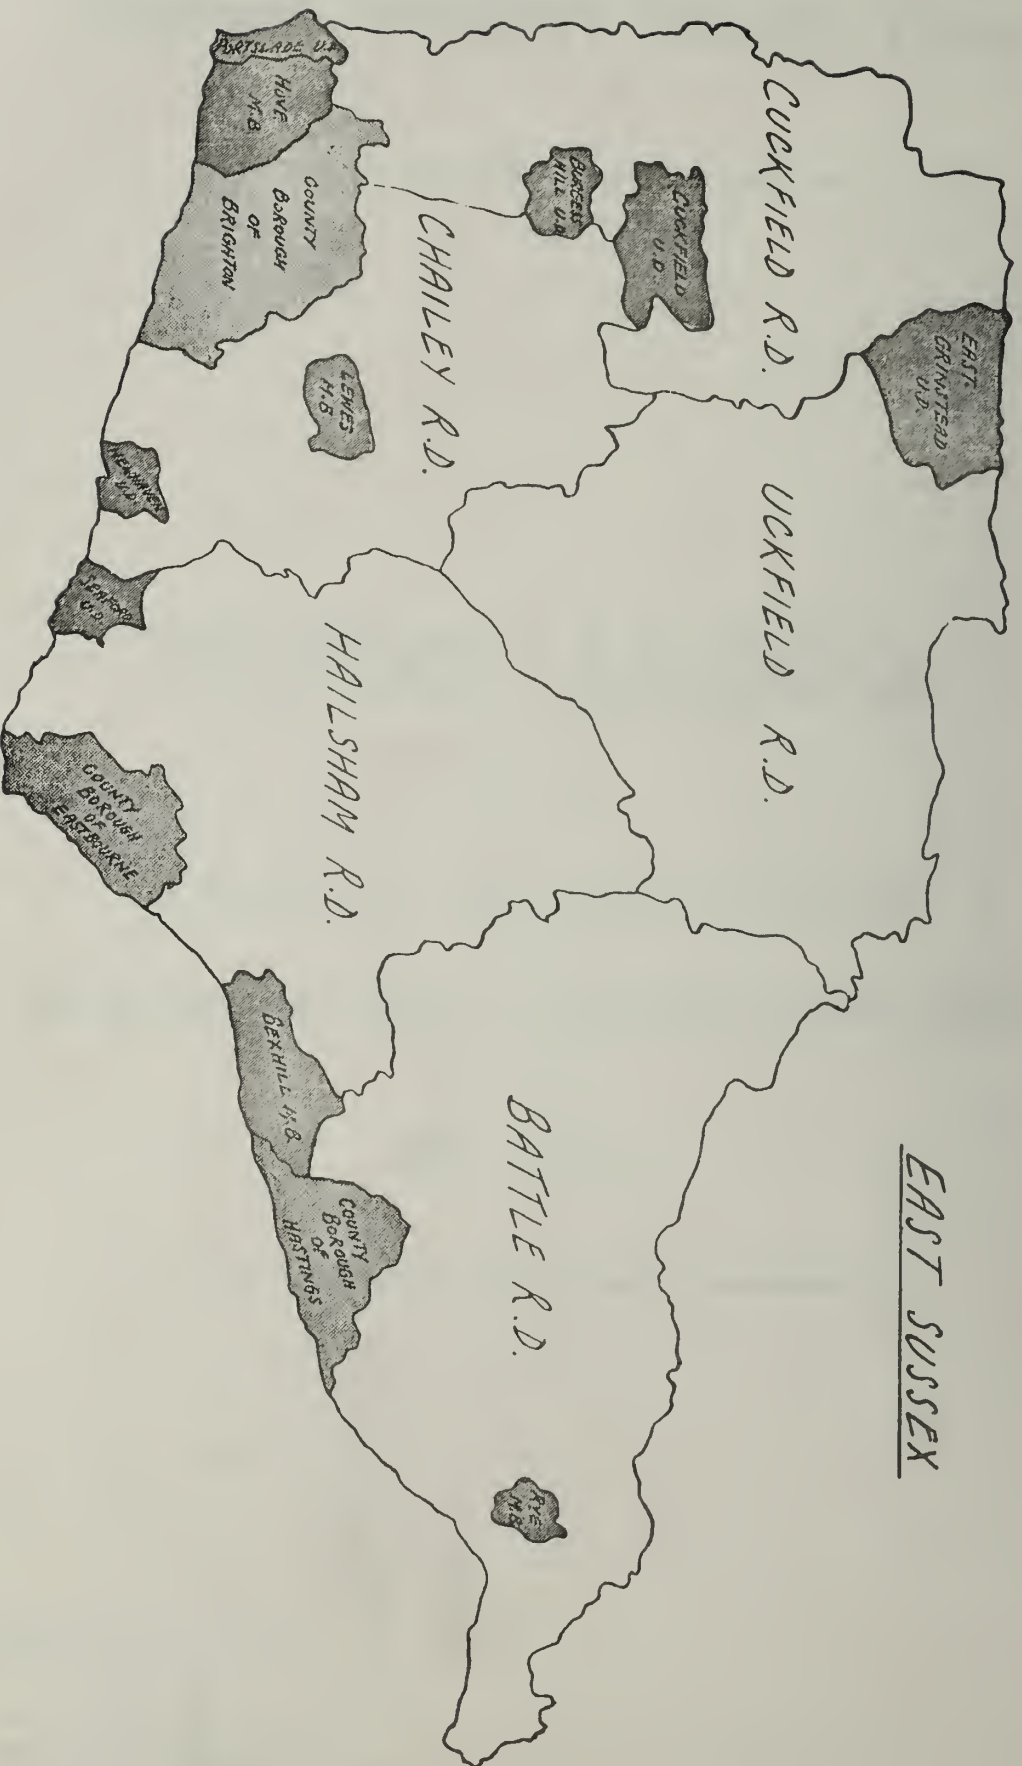 EAST SUSSEX
CUCKFIELD R.D.
EAST
GRINSTEAD
U.D.
UCKFIELD R.D.
CUCKFIELD
U.D.
BURGESS
HILL U.D.
CHAILEY R.D.
BATTLE R.D.
RYE
M.B.
PORTSLADE U.D.
HOVE
M.B
COUNTY
BOROUGH
OF
BRIGHTON
LEWES
M.B
HAILSHAM R.D.
COUNTY
BOROUGH
OF
HASTINGS
BEXHILL M.B.
NEWHAVEN
U.D.
SEAFORD
U.D.
COUNTY
BOROUGH
OF
EASTBOURNE